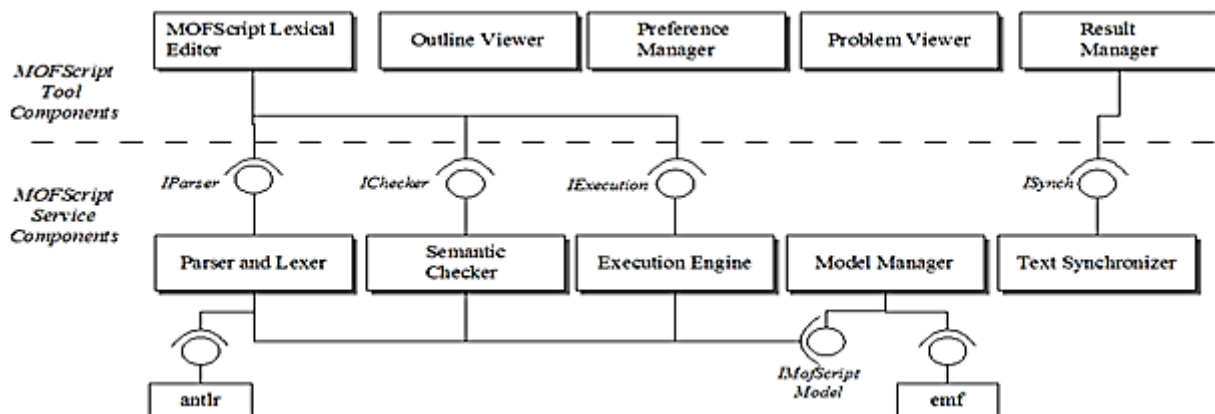 MOFScript Lexical
Editor
Outline Viewer
Preference
Manager
Problem Viewer
Result
Manager
MOFScript
Tool
Components
IParser
IChecker
IExecution
ISynch
MOFScript
Service
Components
Parser and Lexer
Semantic
Checker
Execution Engine
Model Manager
Text Synchronizer
IMofScript
Model
antlr
emf